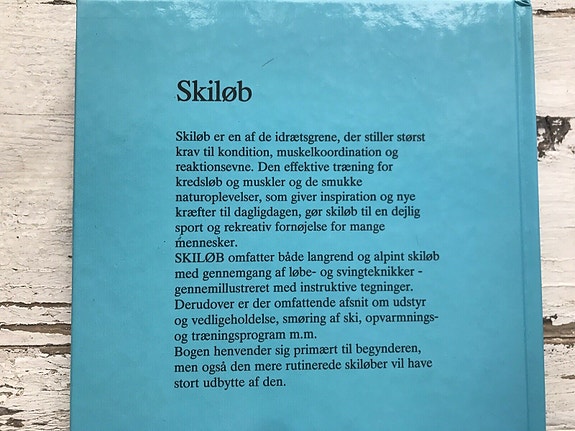 Skiløb
Skiløb er en af de idrætsgrene, der stiller størst
krav til kondition, muskelkoordination og
reaktionsevne. Den effektive træning for
kredsløb og muskler og de smukke
naturoplevelser, som giver inspiration og nye
kræfter til dagligdagen, gør skiløb til en dejlig
sport og rekreativ fornøjelse for mange
mennesker.
SKILØB omfatter både langrend og alpint skiløb
med gennemgang af løbe- og svingteknikker -
gennemillustreret med instruktive tegninger.
Derudover er der omfattende afsnit om udstyr
og vedligeholdelse, smøring af ski, opvarmnings-
og træningsprogram m.m.
Bogen henvender sig primært til begynderen,
men også den mere rutinerede skiløber vil have
stort udbytte af den.